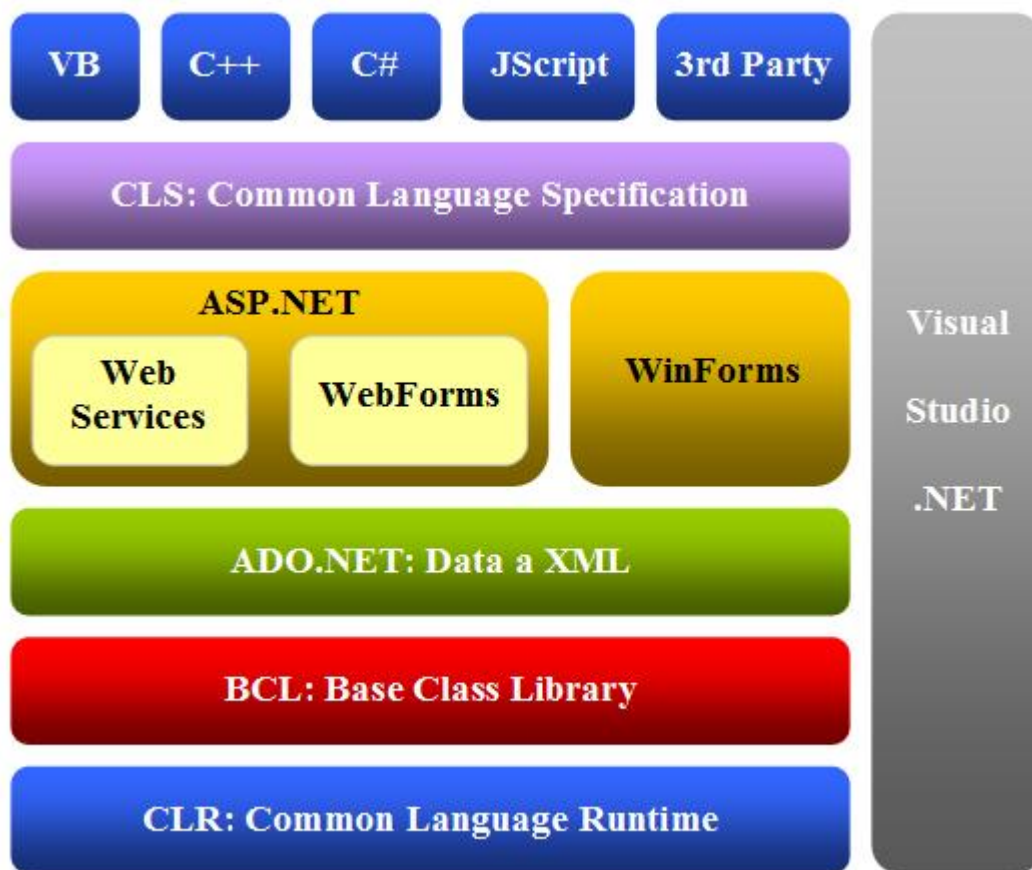 VB
C++
C#
JScript
3rd Party
CLS: Common Language Specification
ASP.NET
Web
Services
WebForms
WinForms
ADO.NET: Data a XML
BCL: Base Class Library
CLR: Common Language Runtime
Visual
Studio
.NET